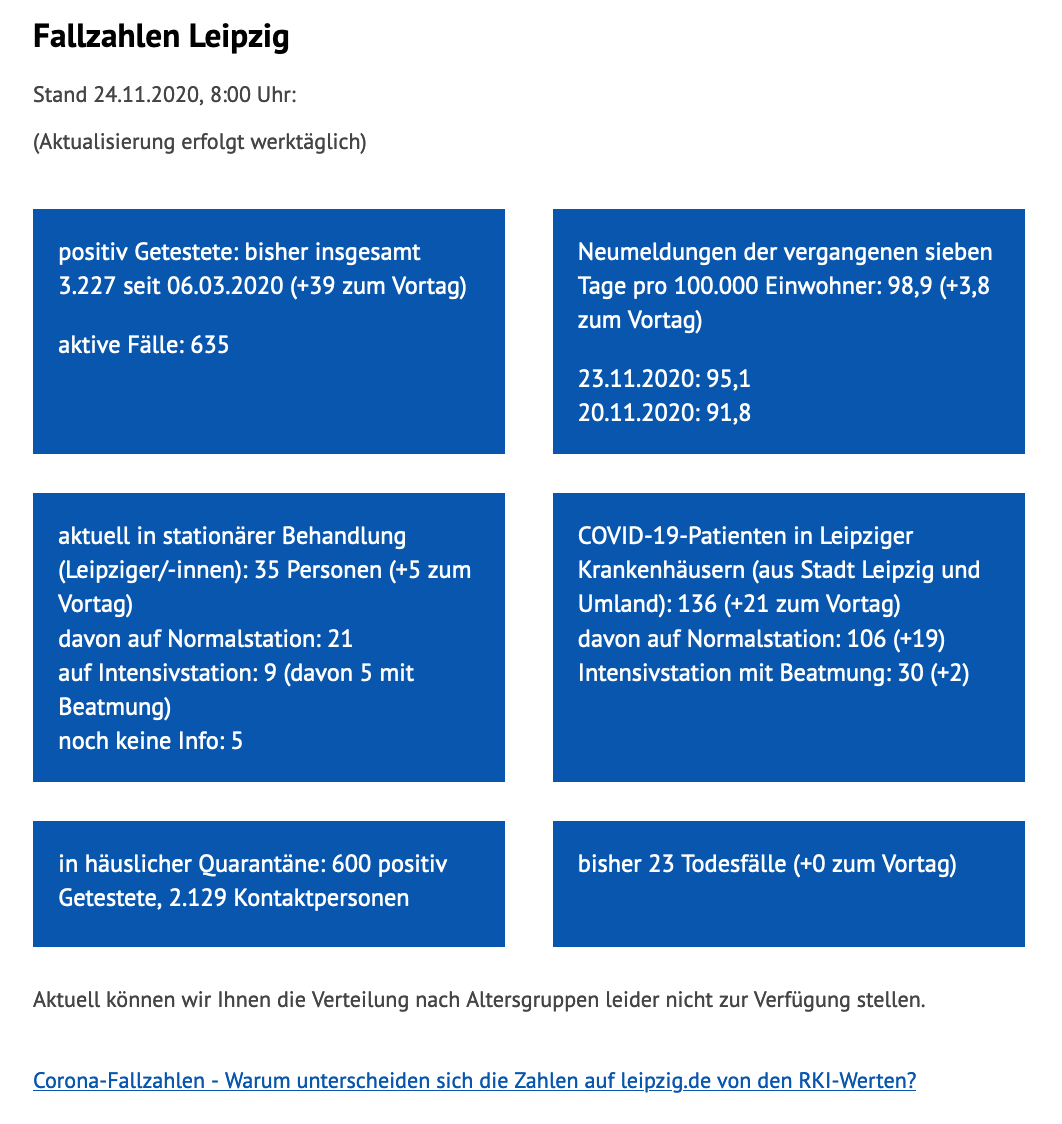 Fallzahlen Leipzig
Stand 24.11.2020, 8:00 Uhr:
(Aktualisierung erfolgt werktäglich)
positiv Getestete: bisher insgesamt
3.227 seit 06.03.2020 (+39 zum Vortag)
aktive Fälle: 635
Neumeldungen der vergangenen sieben
Tage pro 100.000 Einwohner: 98,9 (+3,8
zum Vortag)
23.11.2020: 95,1
20.11.2020: 91,8
aktuell in stationärer Behandlung
(Leipziger/-innen): 35 Personen (+5 zum
Vortag)
davon auf Normalstation: 21
auf Intensivstation: 9 (davon 5 mit
Beatmung)
noch keine Info: 5
COVID-19-Patienten in Leipziger
Krankenhäusern (aus Stadt Leipzig und
Umland): 136 (+21 zum Vortag)
davon auf Normalstation: 106 (+19)
Intensivstation mit Beatmung: 30 (+2)
in häuslicher Quarantäne: 600 positiv
Getestete, 2.129 Kontaktpersonen
bisher 23 Todesfälle (+0 zum Vortag)
Aktuell können wir Ihnen die Verteilung nach Altersgruppen leider nicht zur Verfügung stellen.
Corona-Fallzahlen - Warum unterscheiden sich die Zahlen auf leipzig.de von den RKI-Werten?